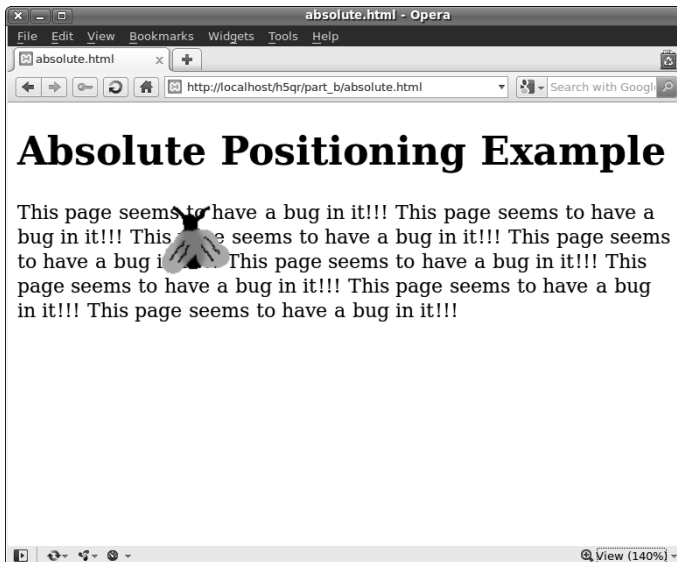 absolute.html - Opera
File Edit View Bookmarks Widgets Tools Help
absolute.html
http://localhost/h5qr/part_b/absolute.html
Search with Googl
Absolute Positioning Example
This page seems to have a bug in it!!! This page seems to have a
bug in it!!! This seems to have a bug in it!!! This page seems
to have a bug This page seems to have a bug in it!!! This
page seems to have a bug in it!!! This page seems to have a bug
in it!!! This page seems to have a bug in it!!!
View (140%)